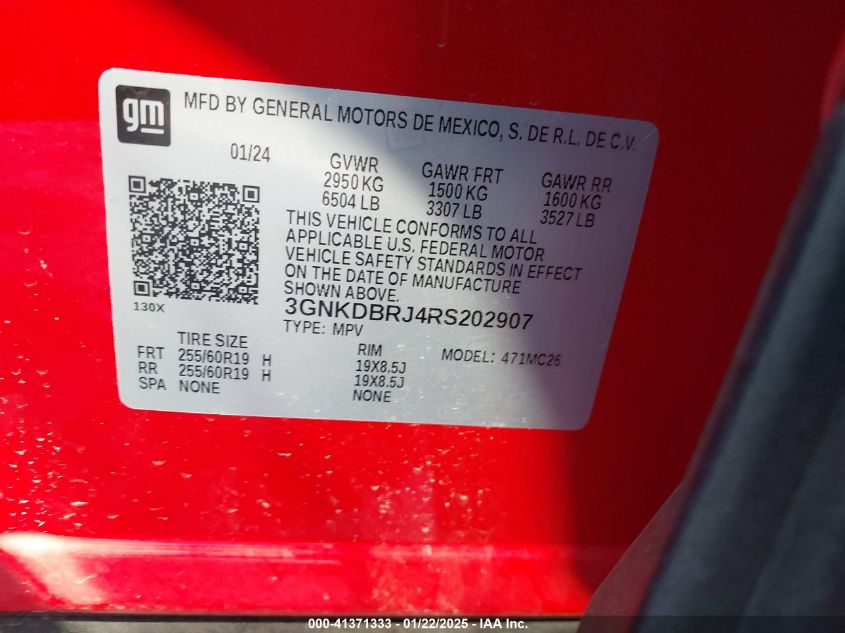 gm
MFD BY GENERAL MOTORS DE MEXICO, S. DE R.L. DE C.V.
01/24
GVWR GAWR FRT GAWR RR
2950 KG 1500 KG 1600 KG
6504 LB 3307 LB 3527 LB
THIS VEHICLE CONFORMS TO ALL
APPLICABLE U.S. FEDERAL MOTOR
VEHICLE SAFETY STANDARDS IN EFFECT
ON THE DATE OF MANUFACTURE
SHOWN ABOVE.
130X
3GNKDBRJ4RS202907
TYPE: MPV
TIRE SIZE RIM MODEL: 471MC26
FRT 255/60R19 H 19X8.5J
RR 255/60R19 H 19X8.5J
SPA NONE NONE
000-41371333 - 01/22/2025 - IAA Inc.